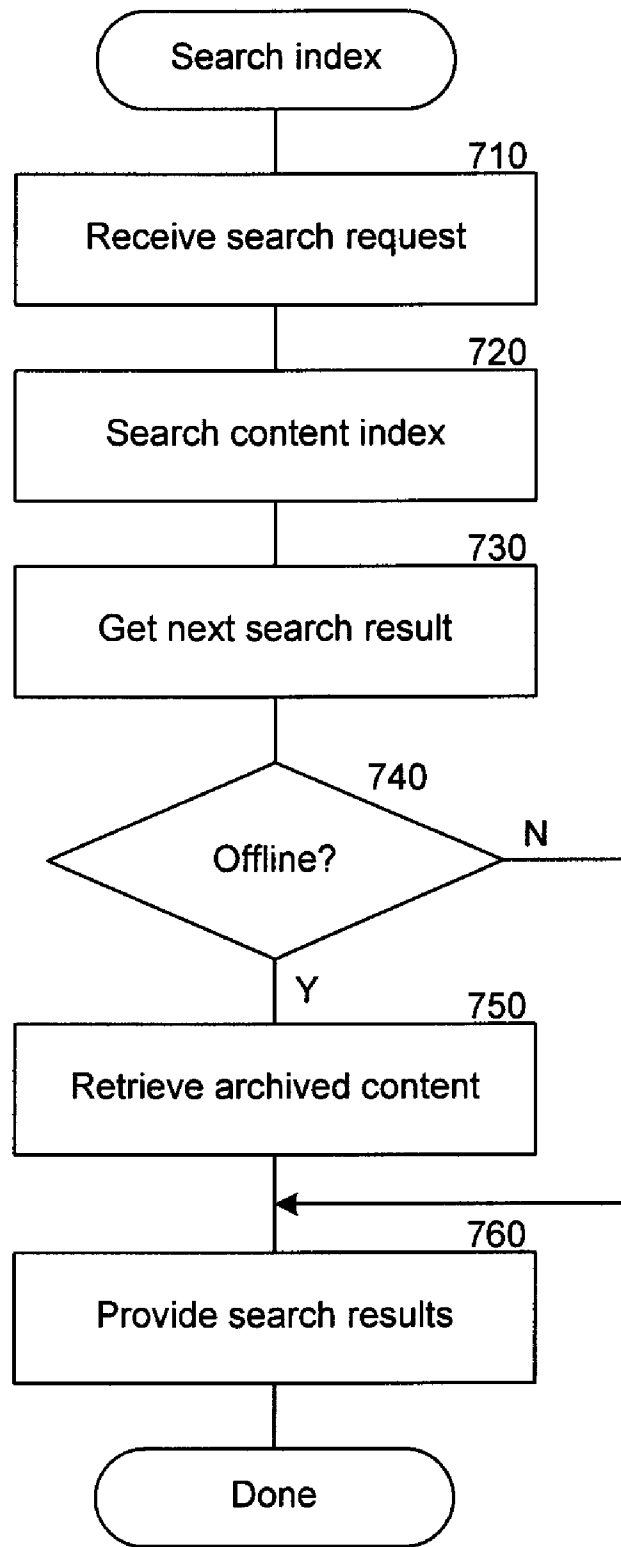 Search index
710
Receive search request
720
Search content index
730
Get next search result
740
Offline?
N
Y
750
Retrieve archived content
760
Provide search results
Done